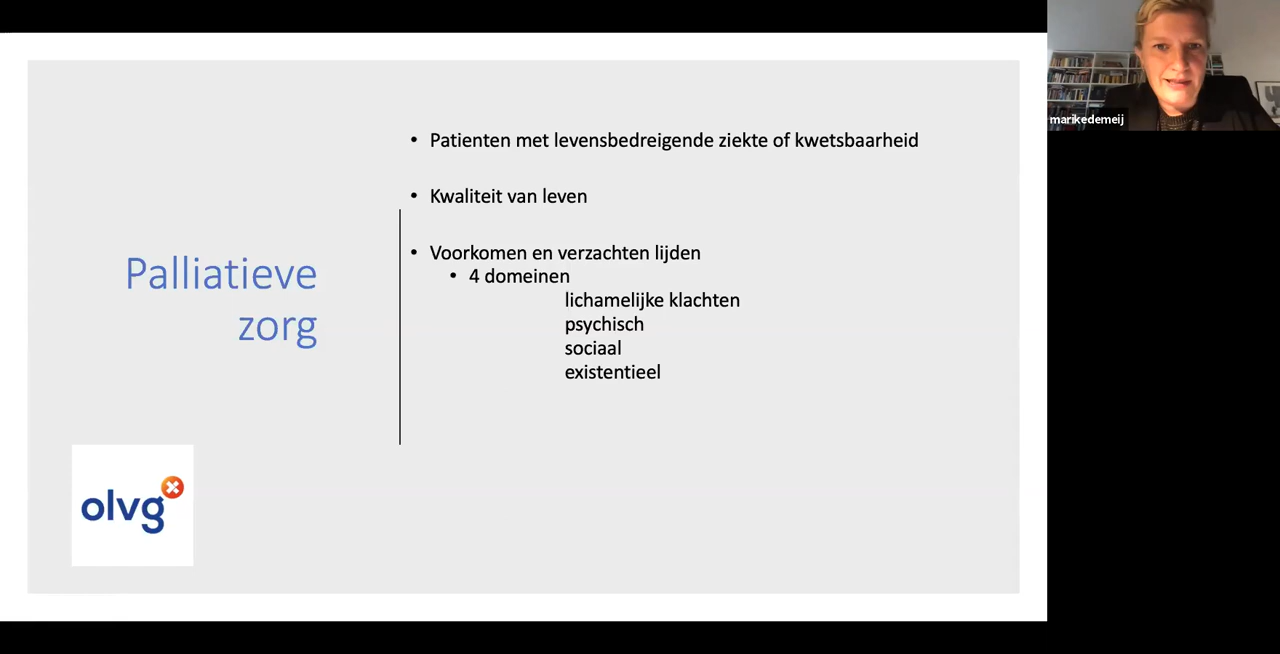 Palliatieve
zorg
• Patienten met levensbedreigende ziekte of kwetsbaarheid
• Kwaliteit van leven
• Voorkomen en verzachten lijden
• 4 domeinen
lichamelijke klachten
psychisch
sociaal
existentieel
olvg
marikedemeij